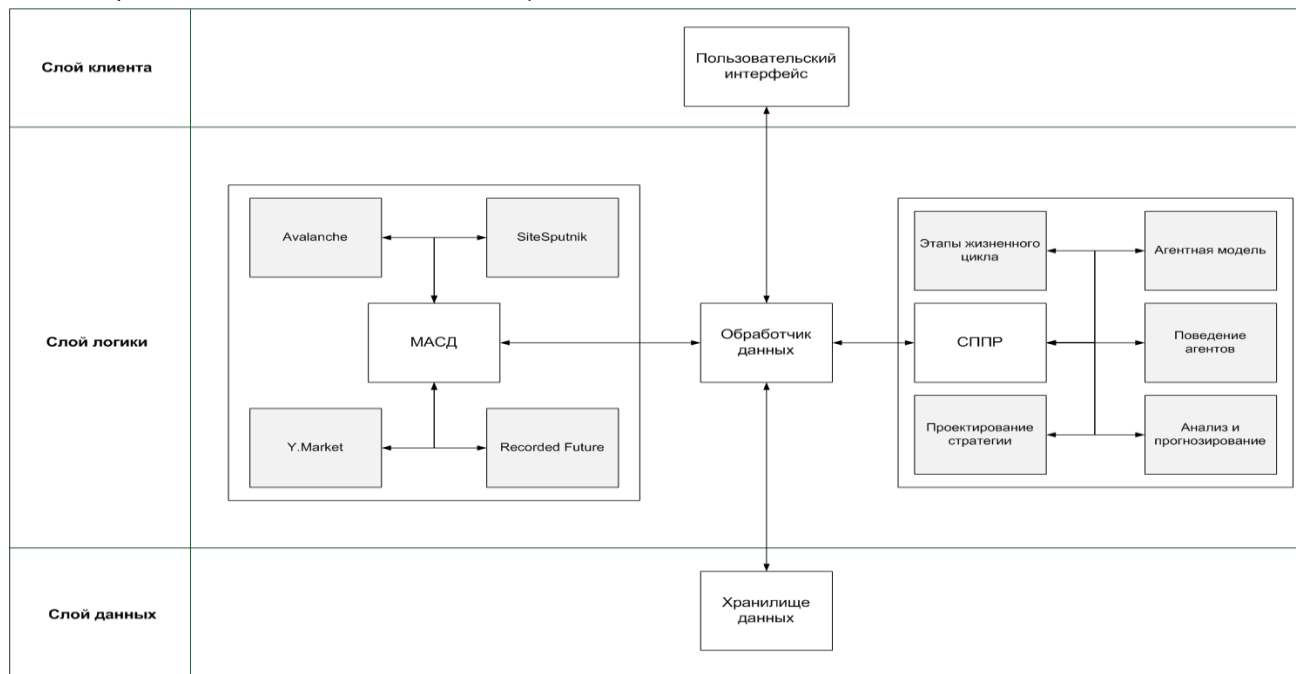 Слой клиента
Пользовательский
интерфейс
Слой логики
Avalanche
SiteSputnik
МАСД
Y.Market
Recorded Future
Обработчик
данных
Этапы жизненного
цикла
Агентная модель
СППР
Поведение
агентов
Проектирование
стратегии
Анализ и
прогнозирование
Слой данных
Хранилище
данных